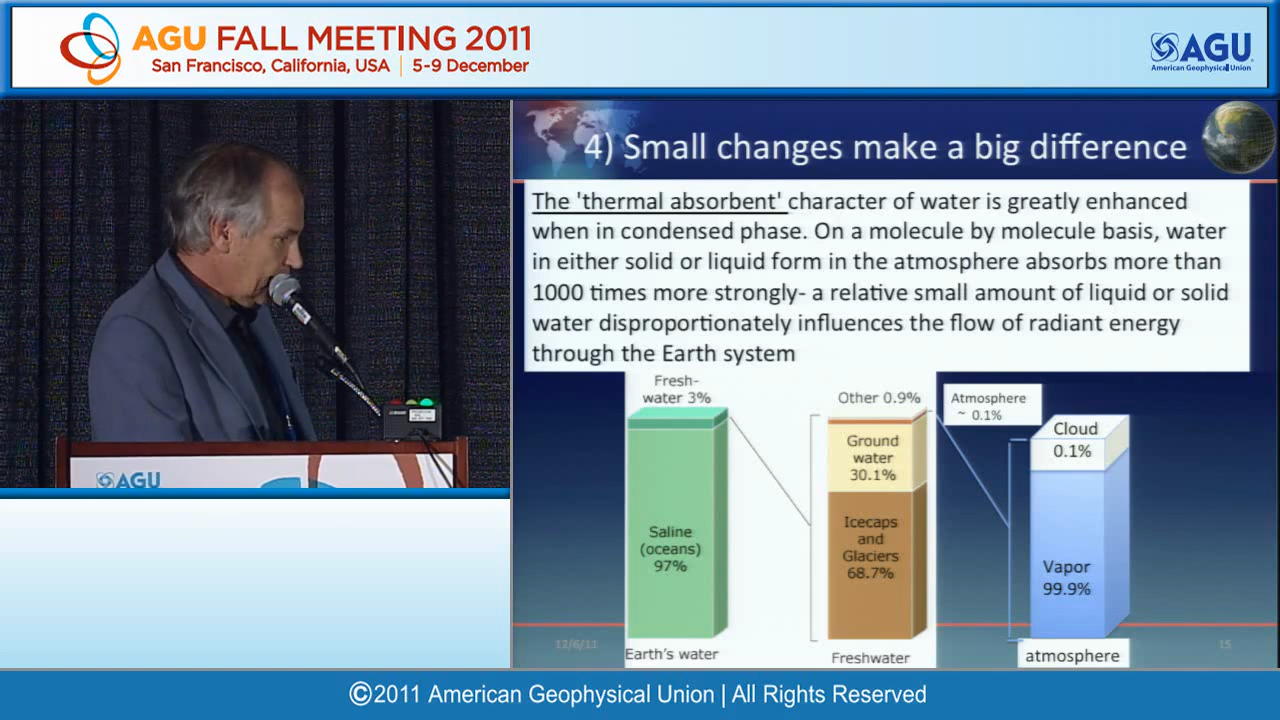 AGU FALL MEETING 2011
San Francisco, California, USA | 5-9 December
AGU
American Geophysical Union
4) Small changes make a big difference
The 'thermal absorbent' character of water is greatly enhanced
when in condensed phase. On a molecule by molecule basis, water
in either solid or liquid form in the atmosphere absorbs more than
1000 times more strongly- a relative small amount of liquid or solid
water disproportionately influences the flow of radiant energy
through the Earth system
Fresh-
water 3%
Saline
(oceans)
97%
Earth's water
Other 0.9%
Ground
water
30.1%
Icecaps
and
Glaciers
68.7%
Freshwater
Atmosphere
~ 0.1%
Cloud
0.1%
Vapor
99.9%
atmosphere
12/6/11
15
AGU
©2011 American Geophysical Union | All Rights Reserved